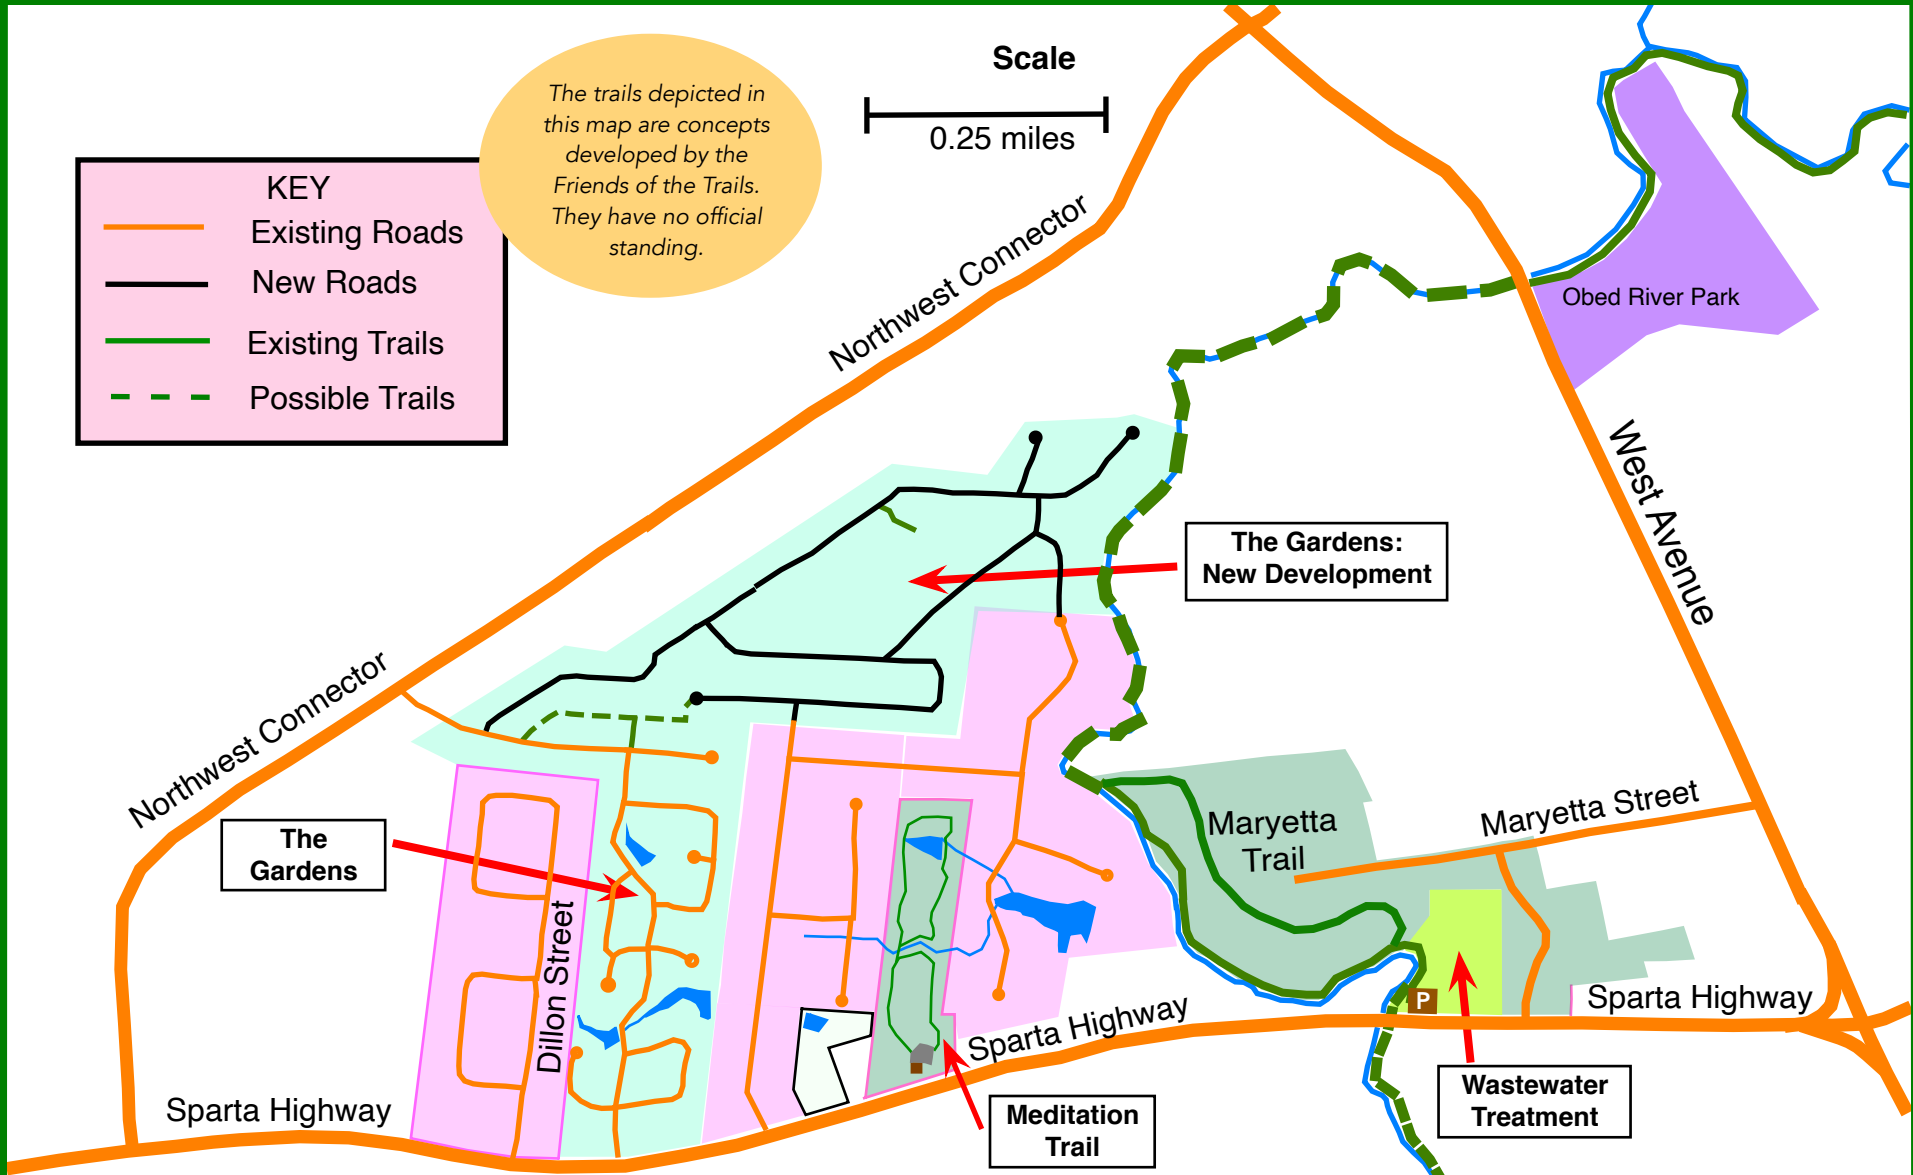 Scale
0.25 miles
The trails depicted in
this map are concepts
developed by the
Friends of the Trails.
They have no official
standing.
KEY
Existing Roads
New Roads
Existing Trails
Possible Trails
Northwest Connector
Obed River Park
West Avenue
The Gardens:
New Development
Northwest Connector
Maryetta Street
Maryetta
Trail
The
Gardens
Dillon Street
P
Sparta Highway
Sparta Highway
Sparta Highway
Wastewater
Treatment
Meditation
Trail